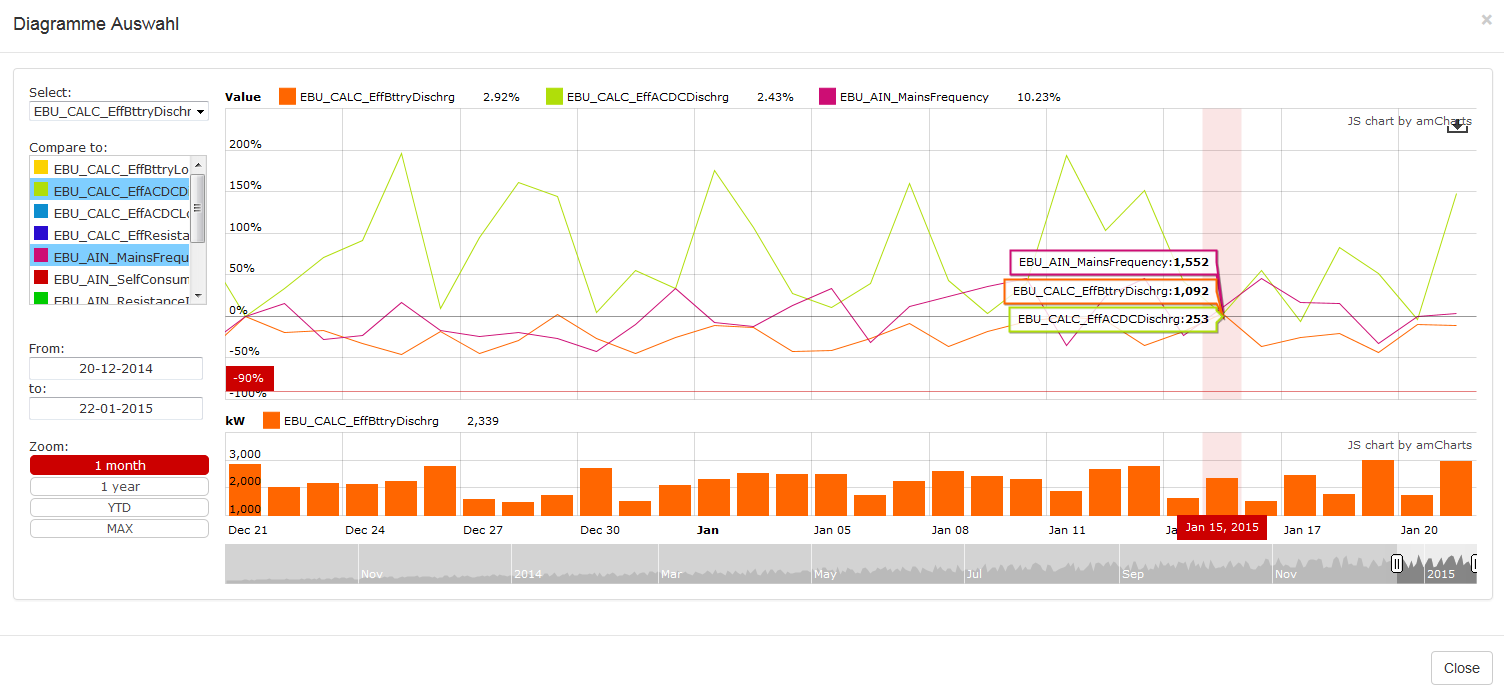 Diagramme Auswahl
×
Select:
EBU_CALC_EffBttryDischr
Compare to:
EBU_CALC_EffBttryLo
EBU_CALC_EffACDCD
EBU_CALC_EffACDCL
EBU_CALC_EffResista
EBU_AIN_MainsFrequ
EBU_AIN_SelfConsum
EBU_AIN_ResistanceI
From:
20-12-2014
to:
22-01-2015
Zoom:
1 month
1 year
YTD
MAX
Value EBU_CALC_EffBttryDischrg 2.92% EBU_CALC_EffACDCDischrg 2.43% EBU_AIN_MainsFrequency 10.23%
JS chart by amCharts
200%
150%
100%
50%
0%
-50%
-90%
-100%
EBU_AIN_MainsFrequency:1,552
EBU_CALC_EffBttryDischrg:1,092
EBU_CALC_EffACDCDischrg:253
kW EBU_CALC_EffBttryDischrg 2,339
JS chart by amCharts
3,000
2,000
1,000
Dec 21 Dec 24 Dec 27 Dec 30 Jan Jan 05 Jan 08 Jan 11 Jan 15, 2015 Jan 17 Jan 20
Nov 2014 Mar May Jul Sep Nov 2015
Close